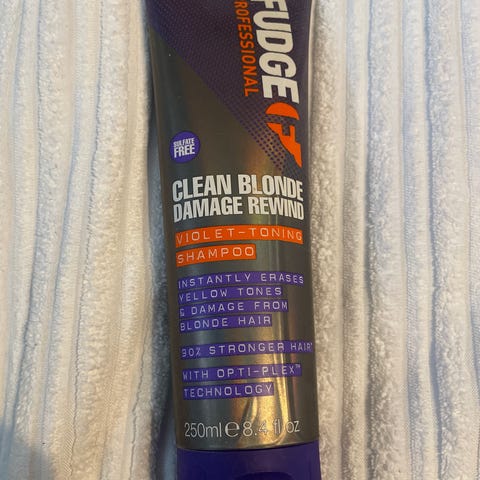 FUDGE
PROFESSIONAL
SULFATE
FREE
CLEAN BLONDE
DAMAGE REWIND
VIOLET-TONING
SHAMPOO
INSTANTLY ERASES
YELLOW TONES
& DAMAGE FROM
BLONDE HAIR
90% STRONGER HAIR*
WITH OPTI-PLEX™
TECHNOLOGY
250ml e 8.4 fl oz